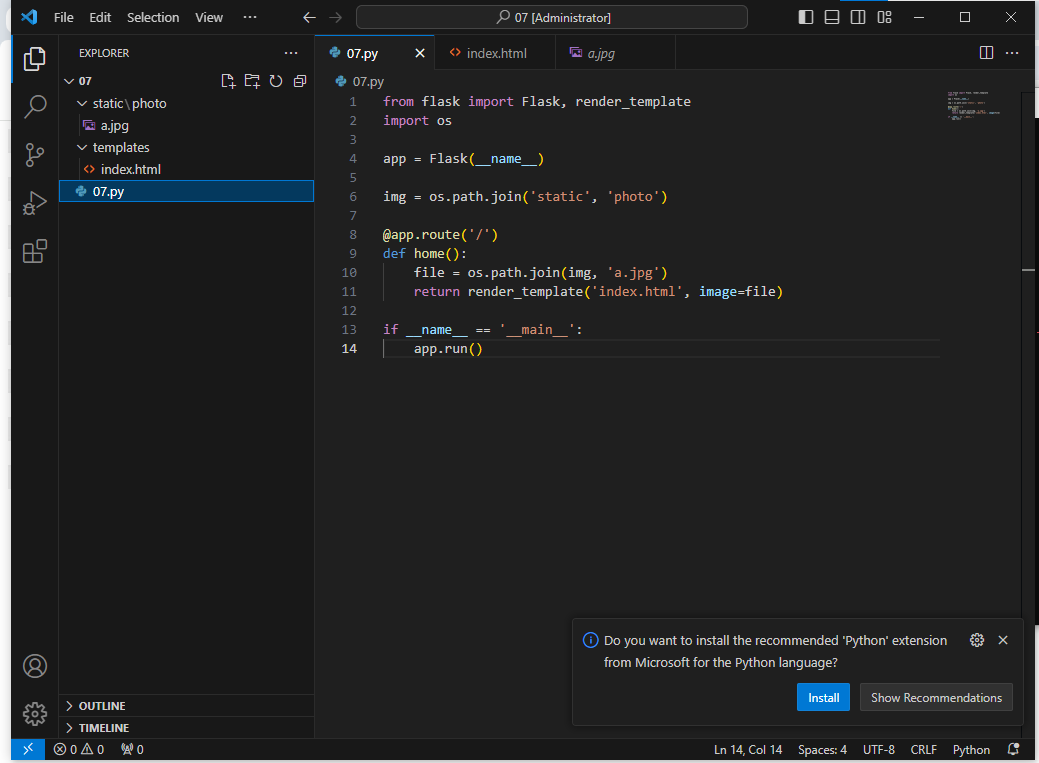 File Edit Selection View ··· 07 [Administrator]
EXPLORER ···
07
static\photo
a.jpg
templates
index.html
07.py
OUTLINE
TIMELINE
07.py index.html a.jpg ···
07.py
1 from flask import Flask, render_template
2 import os
3
4 app = Flask(__name__)
5
6 img = os.path.join('static', 'photo')
7
8 @app.route('/')
9 def home():
10 file = os.path.join(img, 'a.jpg')
11 return render_template('index.html', image=file)
12
13 if __name__ == '__main__':
14 app.run()
Do you want to install the recommended 'Python' extension
from Microsoft for the Python language?
Install Show Recommendations
0 0 0 Ln 14, Col 14 Spaces: 4 UTF-8 CRLF Python